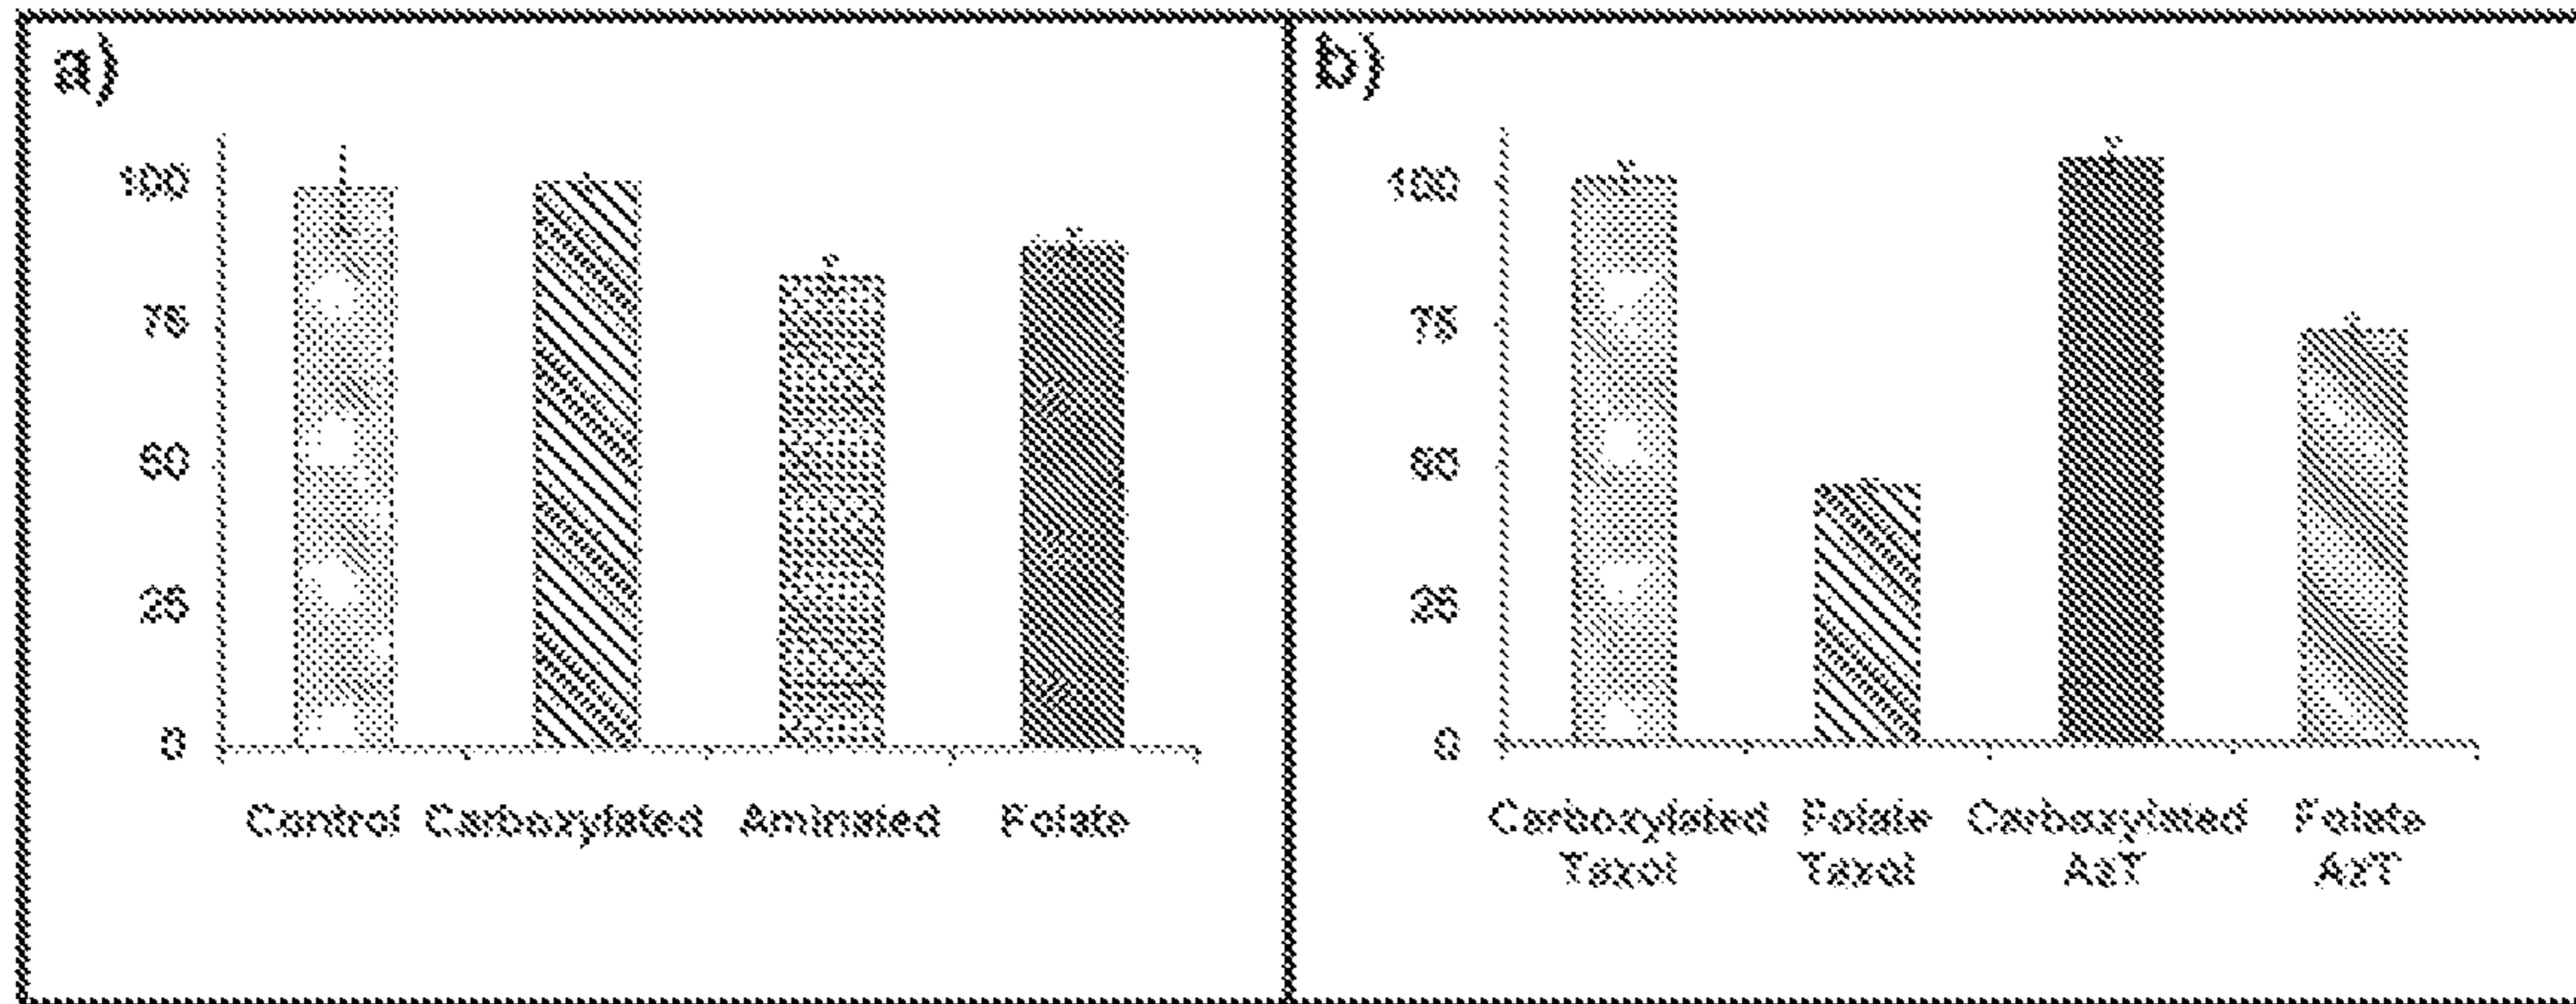 a)
100
75
50
25
0
Control Carboxylated Aminated Folate
b)
100
75
50
25
0
Carboxylated Folate Carboxylated Folate
Taxol Taxol AzT AzT